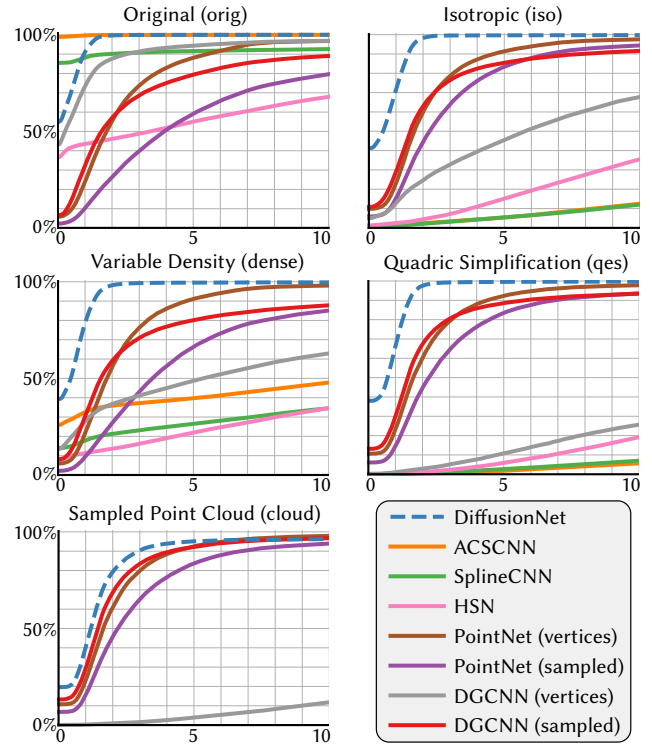 Original (orig)
100%
50%
0%
0
5
10
Isotropic (iso)
0
5
10
Variable Density (dense)
100%
50%
0%
0
5
10
Quadric Simplification (qes)
0
5
10
Sampled Point Cloud (cloud)
100%
50%
0%
0
5
10
DiffusionNet
ACSCNN
SplineCNN
HSN
PointNet (vertices)
PointNet (sampled)
DGCNN (vertices)
DGCNN (sampled)